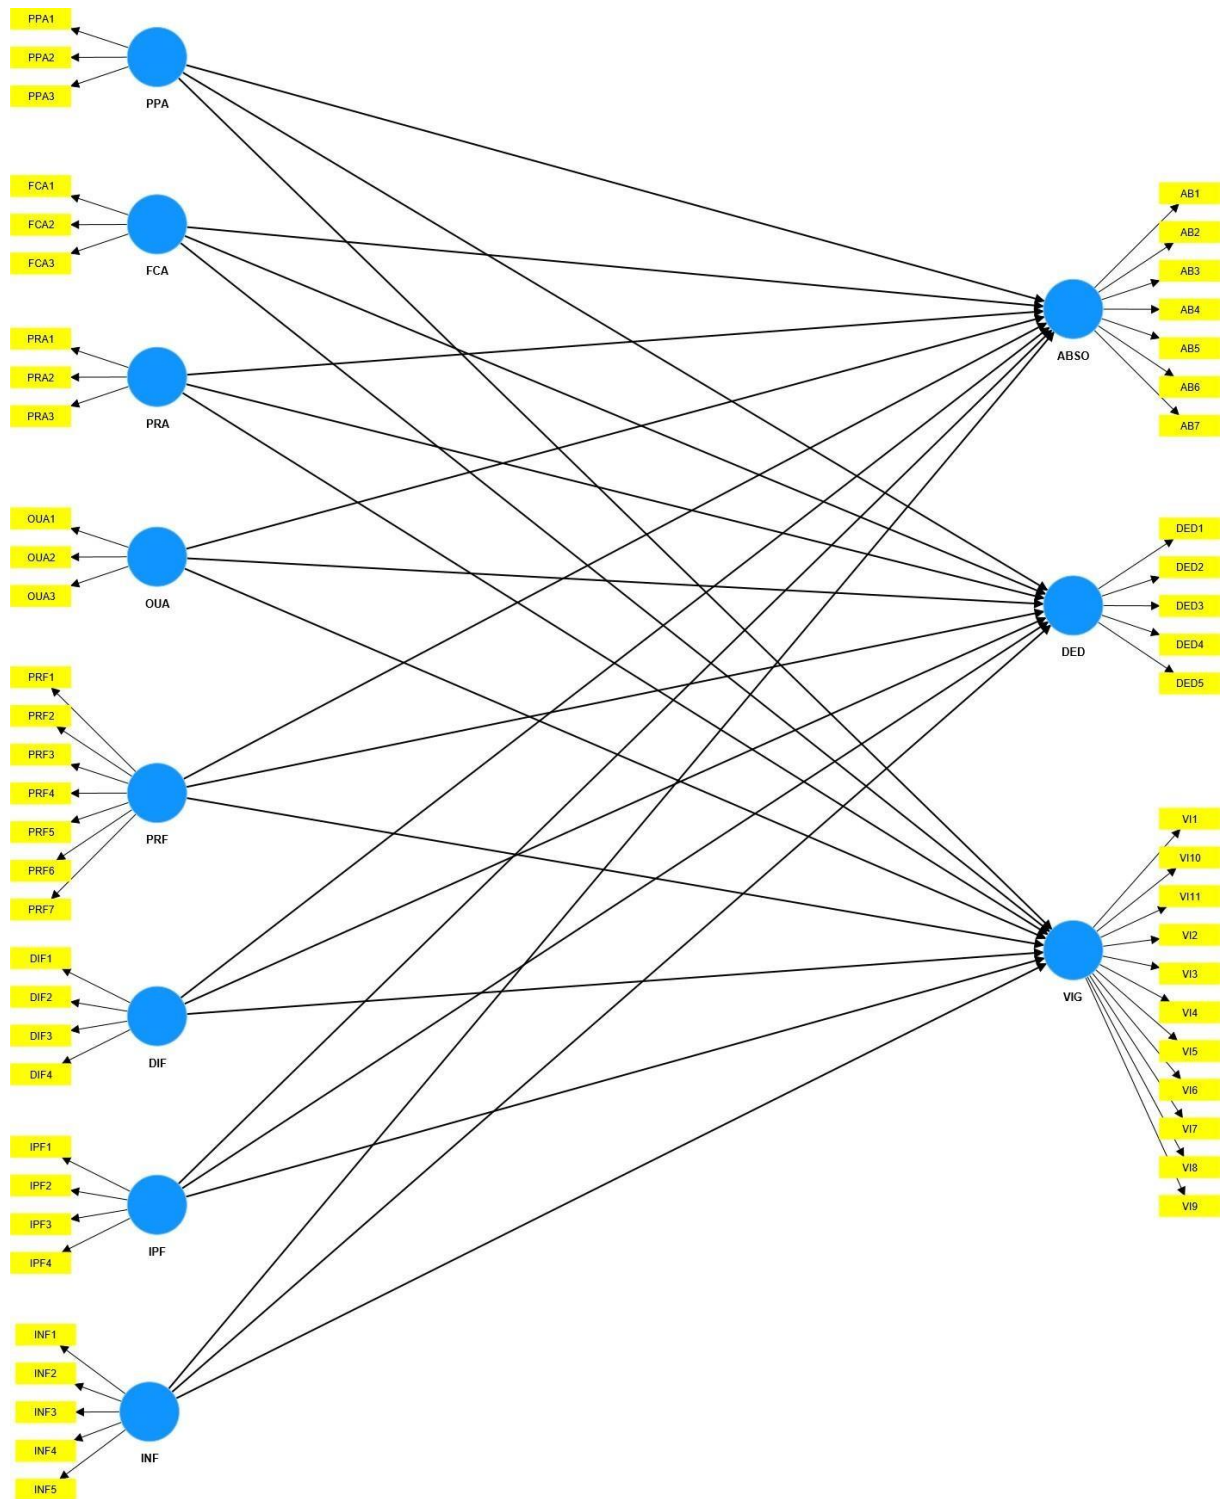 PPA1
PPA2
PPA3
PPA
FCA1
FCA2
FCA3
FCA
PRA1
PRA2
PRA3
PRA
OUA1
OUA2
OUA3
OUA
PRF1
PRF2
PRF3
PRF4
PRF5
PRF6
PRF7
PRF
DIF1
DIF2
DIF3
DIF4
DIF
IPF1
IPF2
IPF3
IPF4
IPF
INF1
INF2
INF3
INF4
INF5
INF
AB1
AB2
AB3
AB4
AB5
AB6
AB7
ABSO
DED1
DED2
DED3
DED4
DED5
DED
VI1
VI10
VI11
VI2
VI3
VI4
VI5
VI6
VI7
VI8
VI9
VIG